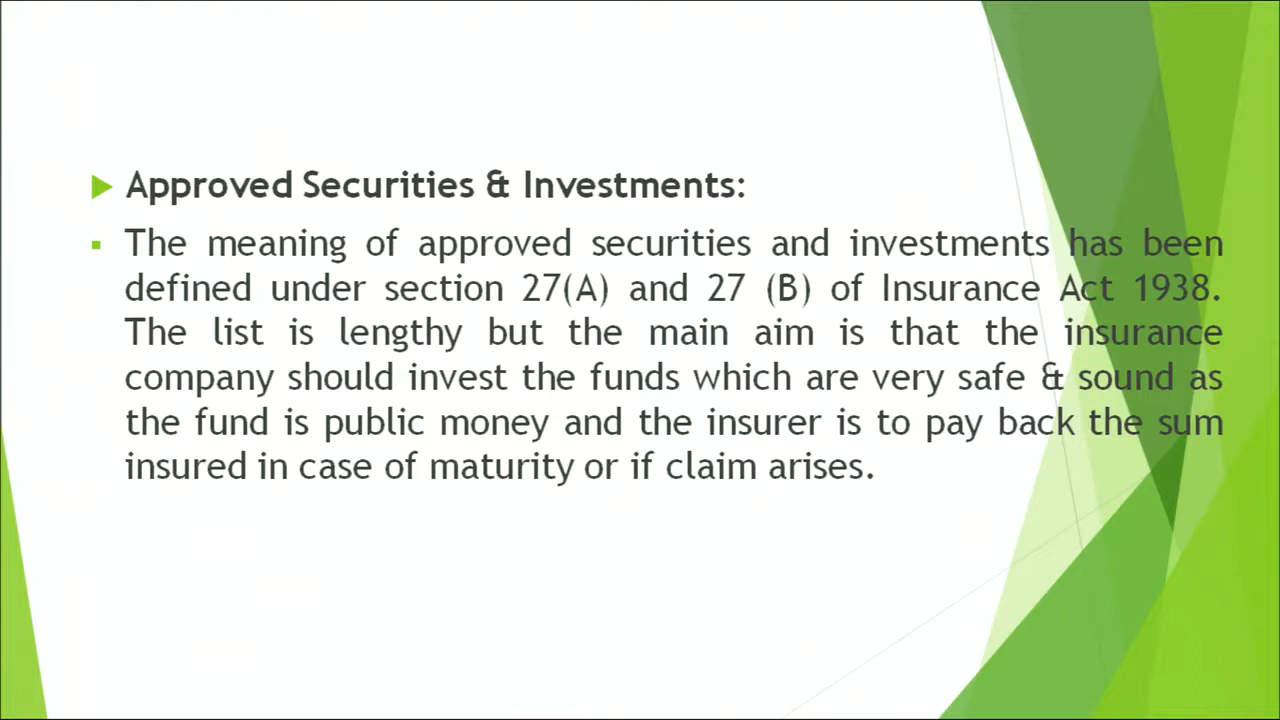 Approved Securities & Investments:
The meaning of approved securities and investments has been
defined under section 27(A) and 27 (B) of Insurance Act 1938.
The list is lengthy but the main aim is that the insurance
company should invest the funds which are very safe & sound as
the fund is public money and the insurer is to pay back the sum
insured in case of maturity or if claim arises.